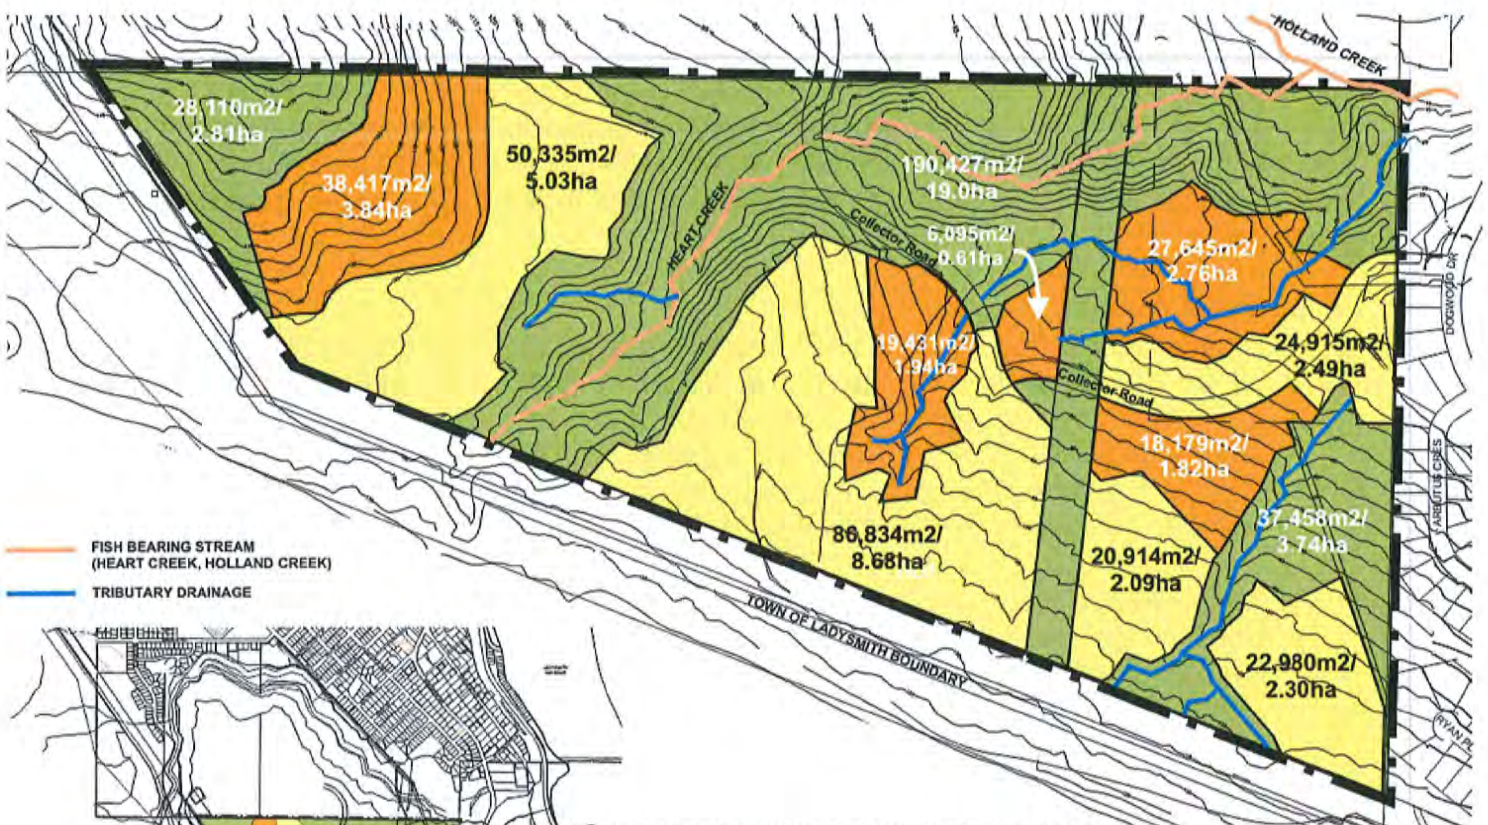 HOLLAND CREEK
28,110m2/
2.81ha
38,417m2/
3.84ha
50,335m2/
5.03ha
HEART CREEK
190,427m2/
19.0ha
Collector Road
6,095m2/
0.61ha
27,645m2/
2.76ha
DOGWOOD DR
19,431m2/
1.94ha
24,915m2/
2.49ha
Collector Road
18,179m2/
1.82ha
ARBUTUS CRES
37,458m2/
3.74ha
86,834m2/
8.68ha
20,914m2/
2.09ha
22,980m2/
2.30ha
RYAN PL
TOWN OF LADYSMITH BOUNDARY
FISH BEARING STREAM
(HEART CREEK, HOLLAND CREEK)
TRIBUTARY DRAINAGE